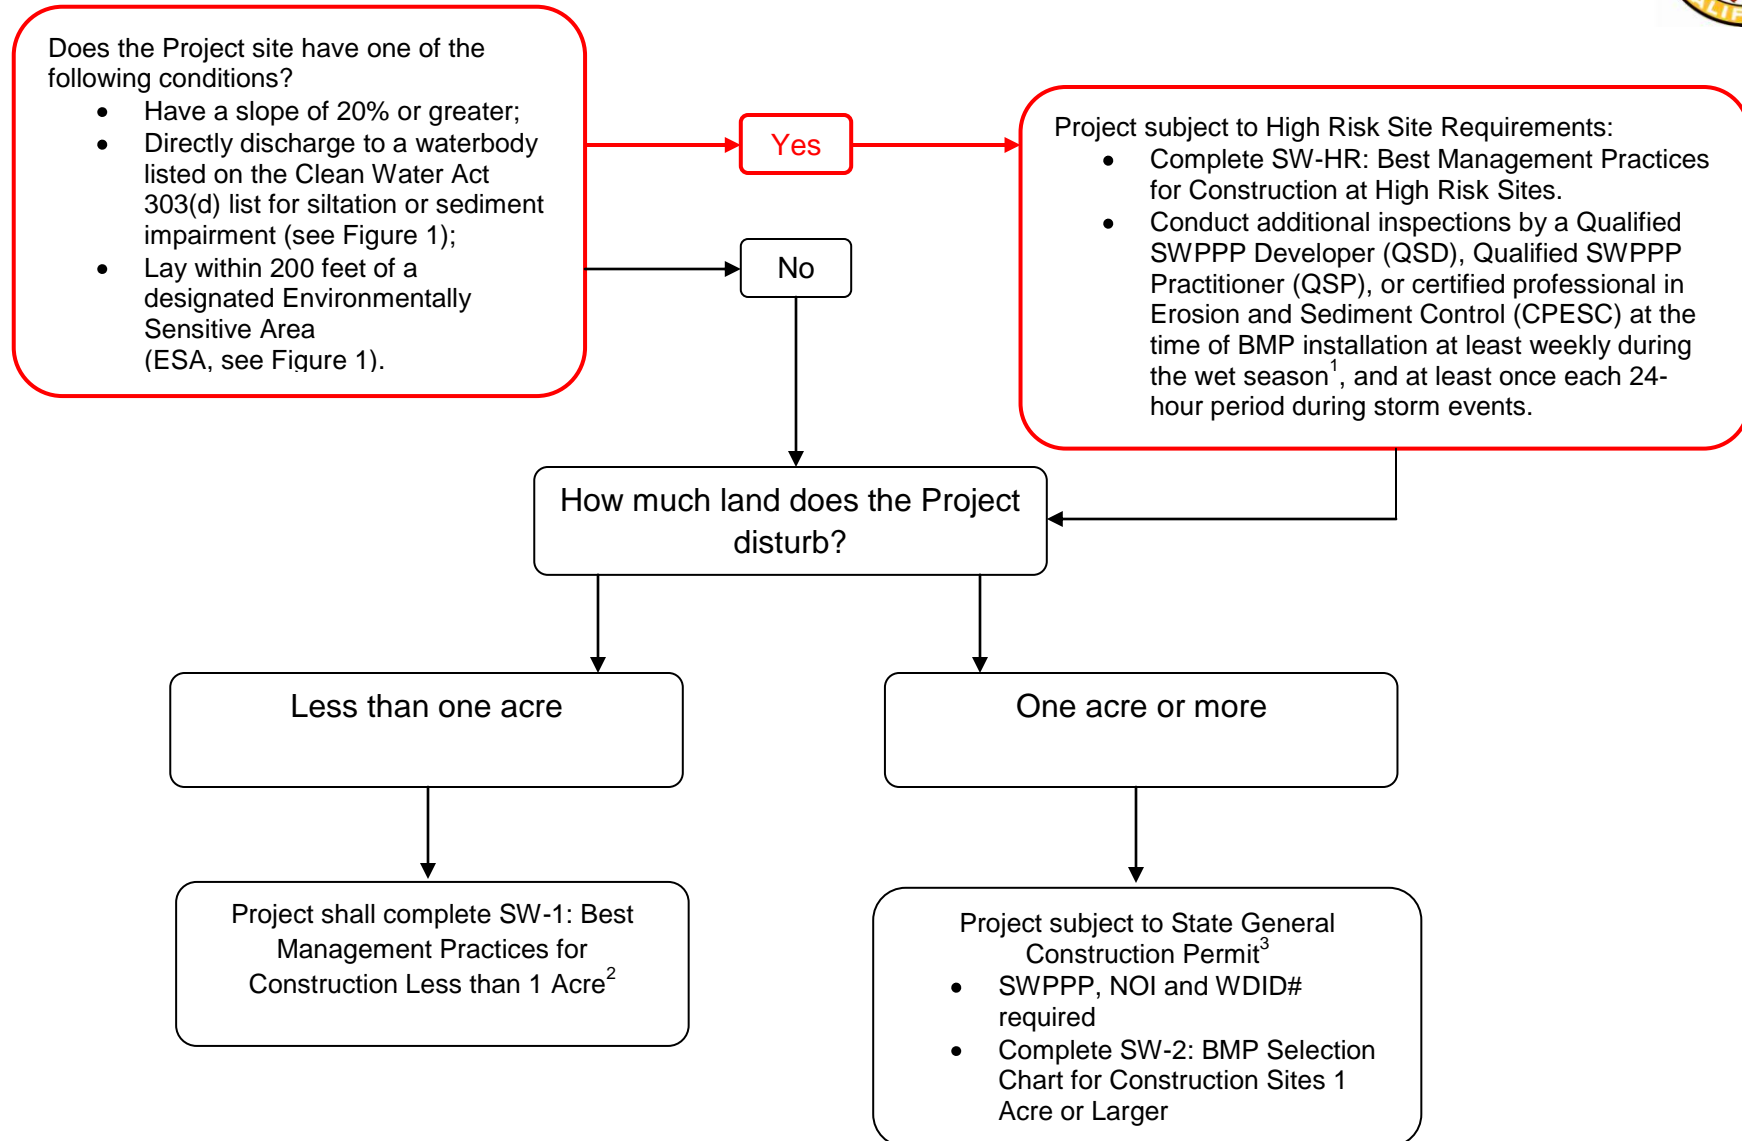 Does the Project site have one of the
following conditions?
• Have a slope of 20% or greater;
• Directly discharge to a waterbody
listed on the Clean Water Act
303(d) list for siltation or sediment
impairment (see Figure 1);
• Lay within 200 feet of a
designated Environmentally
Sensitive Area
(ESA, see Figure 1).
Yes
No
Project subject to High Risk Site Requirements:
• Complete SW-HR: Best Management Practices
for Construction at High Risk Sites.
• Conduct additional inspections by a Qualified
SWPPP Developer (QSD), Qualified SWPPP
Practitioner (QSP), or certified professional in
Erosion and Sediment Control (CPESC) at the
time of BMP installation at least weekly during
the wet season¹, and at least once each 24-
hour period during storm events.
How much land does the Project
disturb?
Less than one acre
One acre or more
Project shall complete SW-1: Best
Management Practices for
Construction Less than 1 Acre²
Project subject to State General
Construction Permit³
• SWPPP, NOI and WDID#
required
• Complete SW-2: BMP Selection
Chart for Construction Sites 1
Acre or Larger